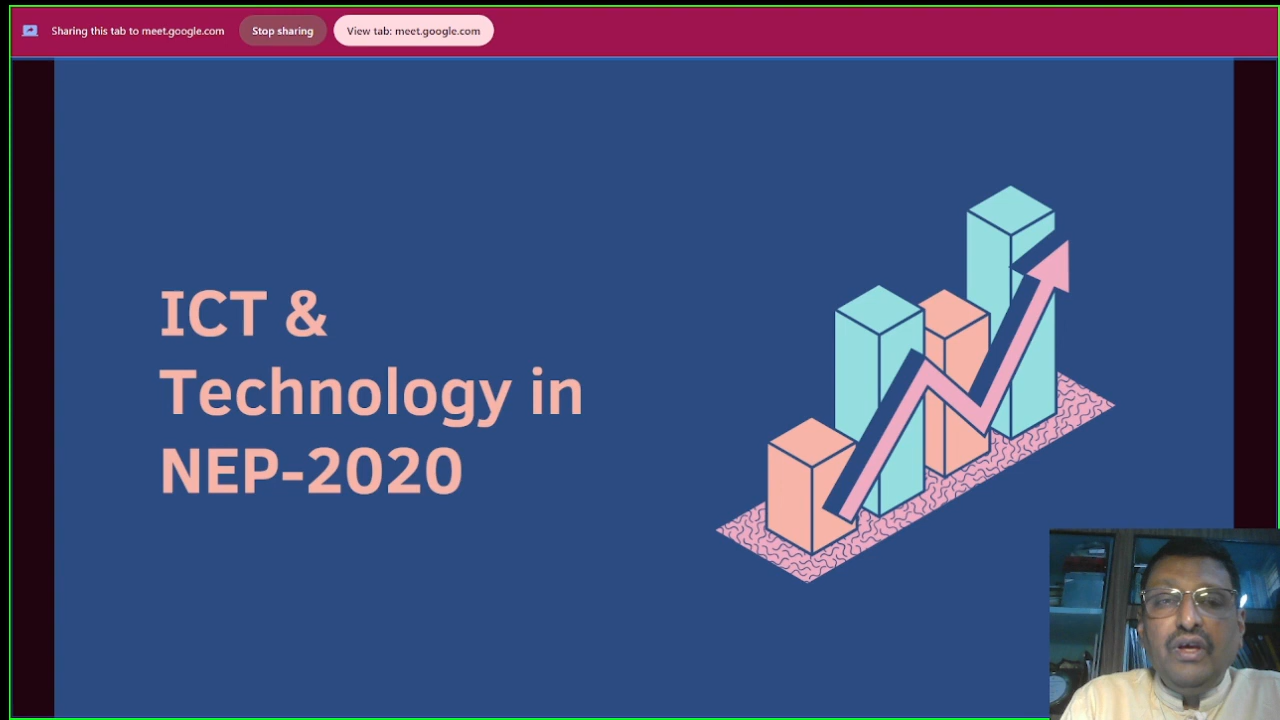 Sharing this tab to meet.google.com Stop sharing View tab: meet.google.com
ICT &
Technology in
NEP-2020